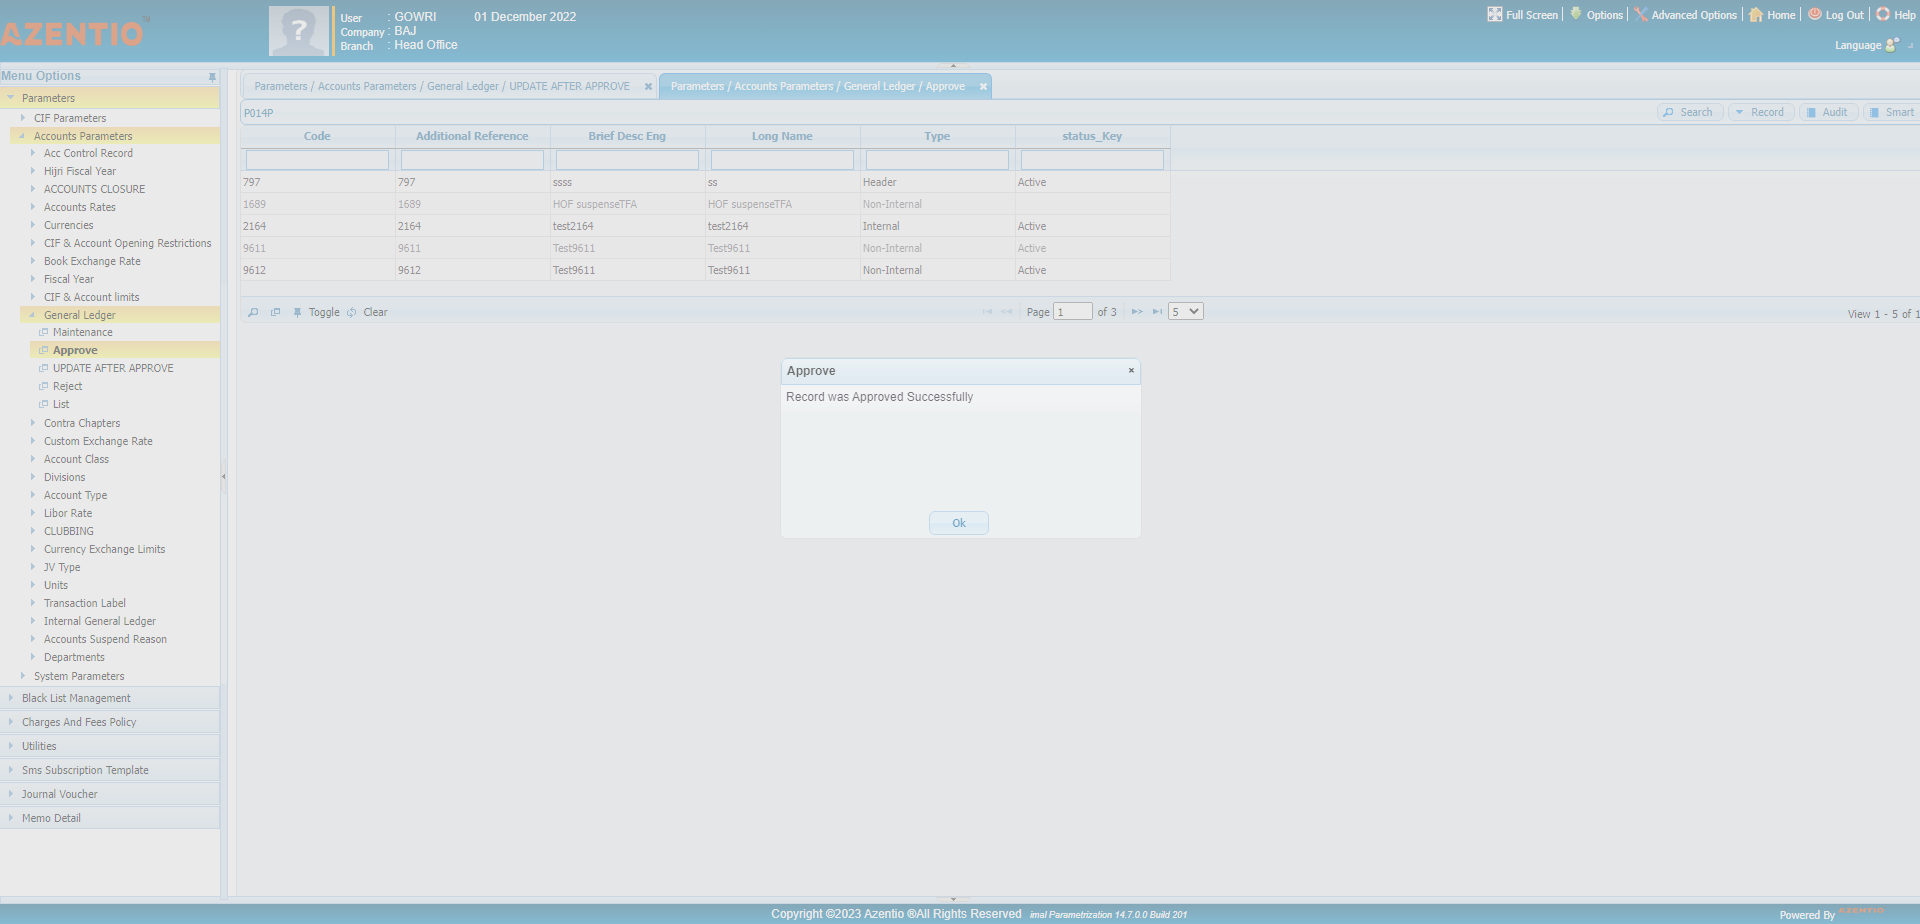 AZENTIO™
User : GOWRI 01 December 2022
Company : BAJ
Branch : Head Office
Full Screen Options Advanced Options Home Log Out Help
Language
Menu Options
Parameters
CIF Parameters
Accounts Parameters
Acc Control Record
Hijri Fiscal Year
ACCOUNTS CLOSURE
Accounts Rates
Currencies
CIF & Account Opening Restrictions
Book Exchange Rate
Fiscal Year
CIF & Account limits
General Ledger
Maintenance
Approve
UPDATE AFTER APPROVE
Reject
List
Contra Chapters
Custom Exchange Rate
Account Class
Divisions
Account Type
Libor Rate
CLUBBING
Currency Exchange Limits
JV Type
Units
Transaction Label
Internal General Ledger
Accounts Suspend Reason
Departments
System Parameters
Black List Management
Charges And Fees Policy
Utilities
Sms Subscription Template
Journal Voucher
Memo Detail
Parameters / Accounts Parameters / General Ledger / UPDATE AFTER APPROVE Parameters / Accounts Parameters / General Ledger / Approve
P014P Search Record Audit Smart
Code Additional Reference Brief Desc Eng Long Name Type status_Key
797 797 ssss ss Header Active
1689 1689 HOF suspenseTFA HOF suspenseTFA Non-Internal
2164 2164 test2164 test2164 Internal Active
9611 9611 Test9611 Test9611 Non-Internal Active
9612 9612 Test9611 Test9611 Non-Internal Active
Toggle Clear Page 1 of 3 5 View 1 - 5 of 1
Approve
Record was Approved Successfully
Ok
Copyright ©2023 Azentio ®All Rights Reserved imal Parametrization 14.7.0.0 Build 201
Powered By AZENTIO